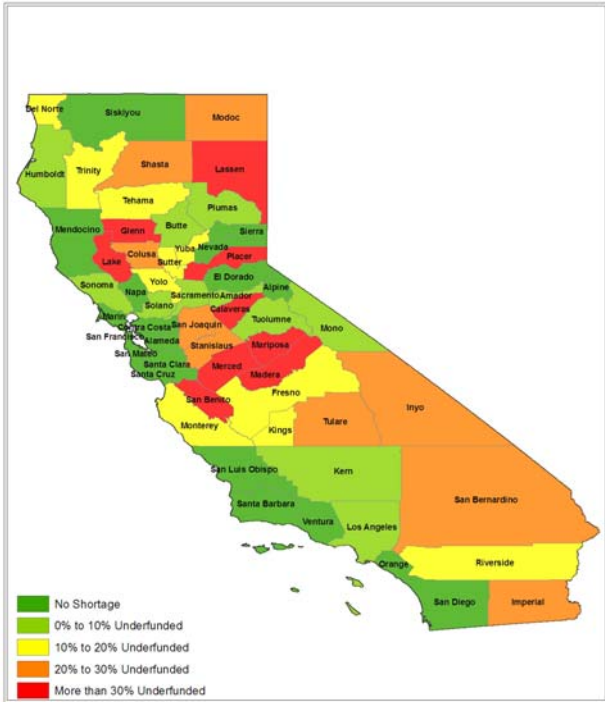 Del Norte
Siskiyou
Modoc
Humboldt
Trinity
Shasta
Lassen
Tehama
Plumas
Mendocino
Glenn
Butte
Sierra
Lake
Colusa
Yuba
Nevada
Sutter
Placer
Sonoma
Napa
Yolo
El Dorado
Solano
Sacramento
Amador
Alpine
Marin
Calaveras
Contra Costa
San Joaquin
Tuolumne
Mono
San Francisco
Alameda
Stanislaus
Mariposa
San Mateo
Santa Clara
Merced
Madera
Santa Cruz
San Benito
Fresno
Inyo
Monterey
Kings
Tulare
San Luis Obispo
Kern
San Bernardino
Santa Barbara
Ventura
Los Angeles
Orange
Riverside
San Diego
Imperial
No Shortage
0% to 10% Underfunded
10% to 20% Underfunded
20% to 30% Underfunded
More than 30% Underfunded